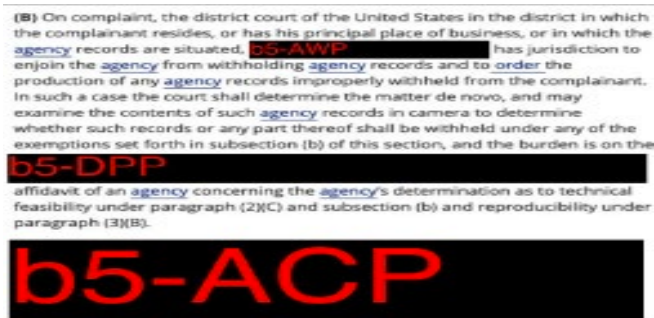 (B) On complaint, the district court of the United States in the district in which
the complainant resides, or has his principal place of business, or in which the
agency records are situated, b5-AWP has jurisdiction to
enjoin the agency from withholding agency records and to order the
production of any agency records improperly withheld from the complainant.
In such a case the court shall determine the matter de novo, and may
examine the contents of such agency records in camera to determine
whether such records or any part thereof shall be withheld under any of the
exemptions set forth in subsection (b) of this section, and the burden is on the
b5-DPP
affidavit of an agency concerning the agency's determination as to technical
feasibility under paragraph (2)(C) and subsection (b) and reproducibility under
paragraph (3)(B).
b5-ACP